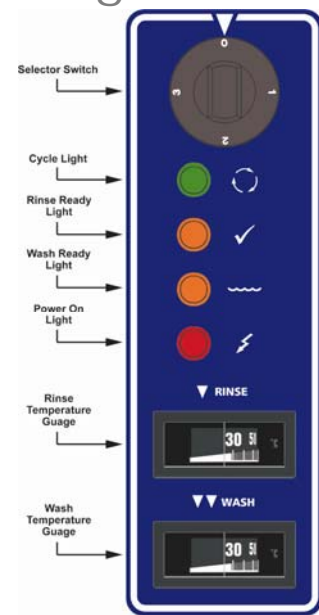 Selector Switch
0
3
1
2
Cycle Light
Rinse Ready
Light
Wash Ready
Light
Power On
Light
RINSE
Rinse
Temperature
Guage
30
°C
WASH
Wash
Temperature
Guage
30
°C